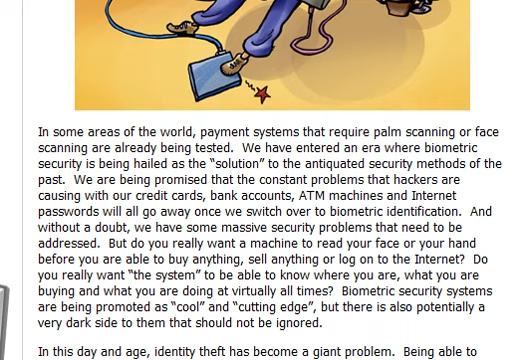 In some areas of the world, payment systems that require palm scanning or face
scanning are already being tested.  We have entered an era where biometric
security is being hailed as the “solution” to the antiquated security methods of the
past.  We are being promised that the constant problems that hackers are
causing with our credit cards, bank accounts, ATM machines and Internet
passwords will all go away once we switch over to biometric identification.  And
without a doubt, we have some massive security problems that need to be
addressed.  But do you really want a machine to read your face or your hand
before you are able to buy anything, sell anything or log on to the Internet?  Do
you really want “the system” to be able to know where you are, what you are
buying and what you are doing at virtually all times?  Biometric security systems
are being promoted as “cool” and “cutting edge”, but there is also potentially a
very dark side to them that should not be ignored.
In this day and age, identity theft has become a giant problem.  Being able to